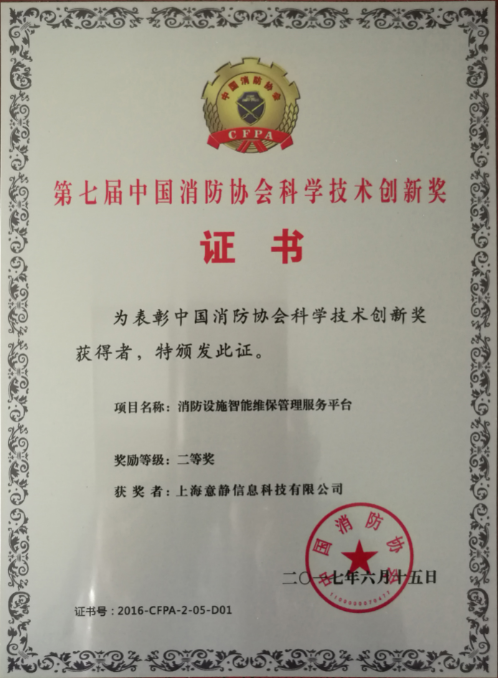 中国消防协会
CFPA
第七届中国消防协会科学技术创新奖
证书
为表彰中国消防协会科学技术创新奖
获得者，特颁发此证。
项目名称：消防设施智能维保管理服务平台
奖励等级：二等奖
获奖者：上海意静信息科技有限公司
中国消防协会
二〇一七年六月十五日
证书号：2016-CFPA-2-05-D01